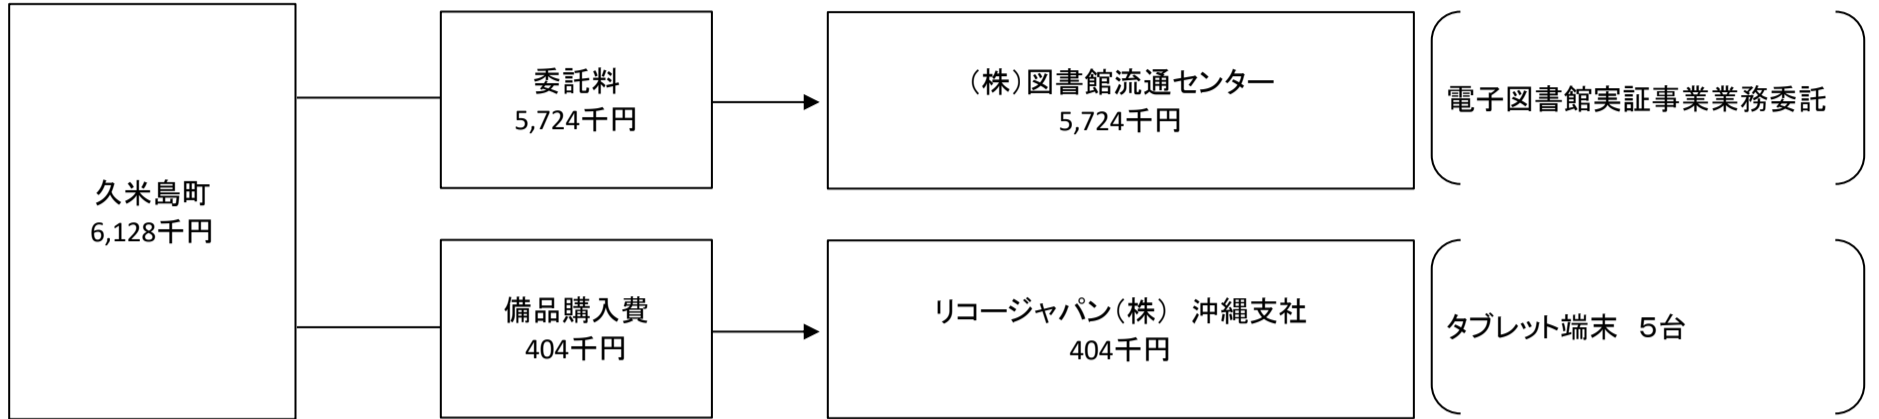 久米島町
6,128千円
委託料
5,724千円
（株）図書館流通センター
5,724千円
電子図書館実証事業業務委託
備品購入費
404千円
リコージャパン（株）　沖縄支社
404千円
タブレット端末　５台